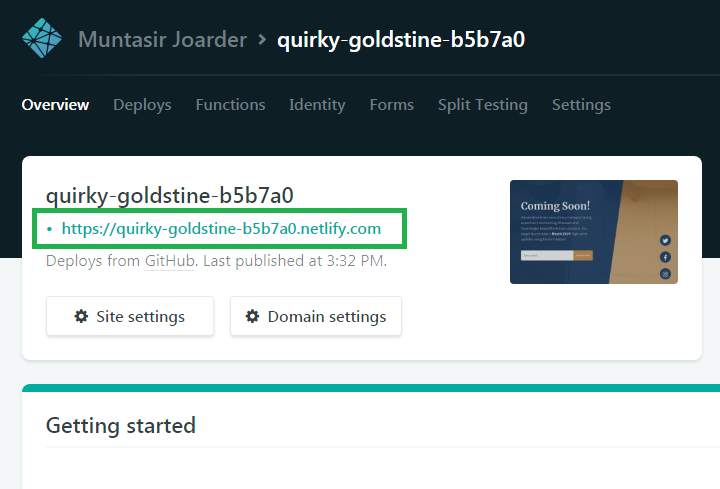 Muntasir Joarder > quirky-goldstine-b5b7a0
Overview Deploys Functions Identity Forms Split Testing Settings
quirky-goldstine-b5b7a0
• https://quirky-goldstine-b5b7a0.netlify.com
Deploys from GitHub. Last published at 3:32 PM.
Site settings Domain settings
Coming Soon!
Getting started